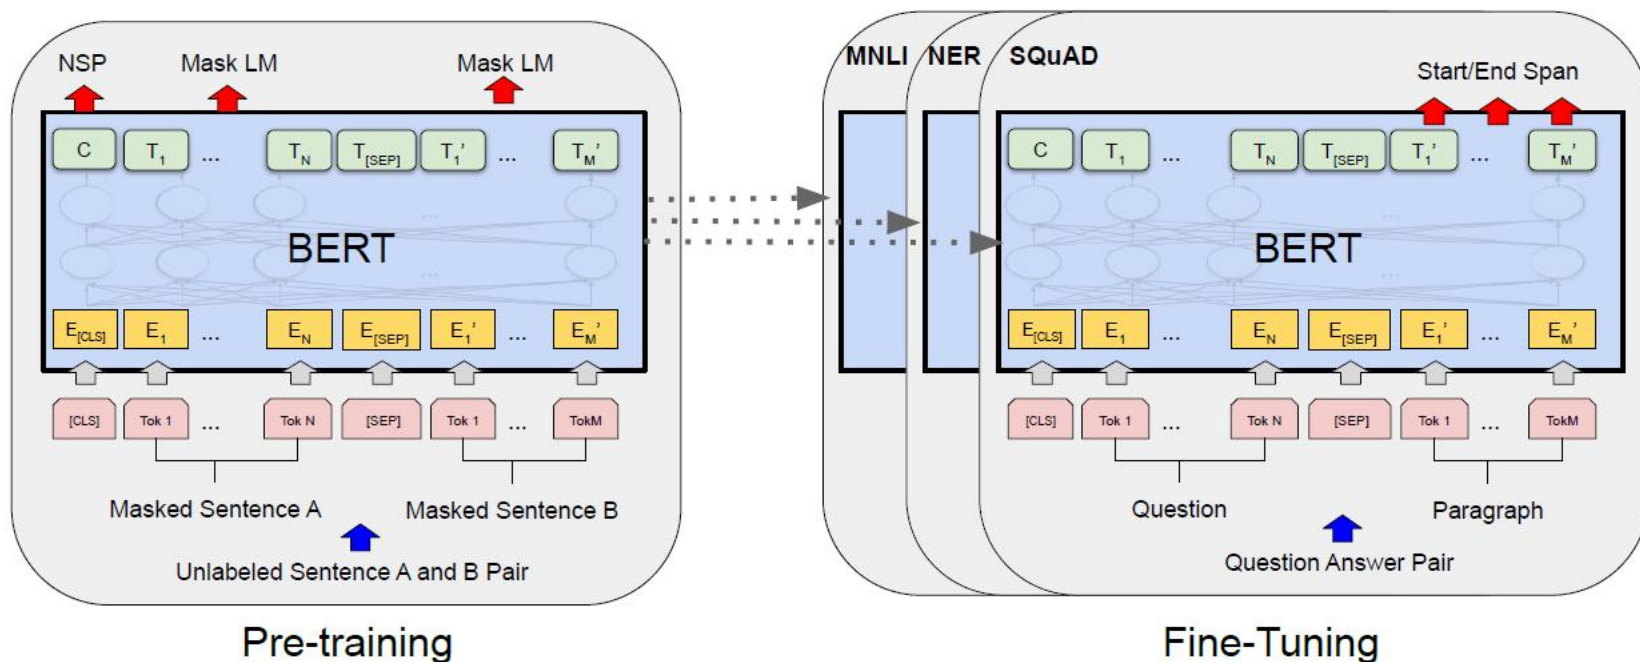 NSP Mask LM Mask LM
C T1 ... TN T[SEP] T1' ... TM'
...
BERT
...
E[CLS] E1 ... EN E[SEP] E1' ... EM'
[CLS] Tok 1 ... Tok N [SEP] Tok 1 ... TokM
Masked Sentence A Masked Sentence B
Unlabeled Sentence A and B Pair
Pre-training
MNLI NER SQuAD
Start/End Span
C T1 ... TN T[SEP] T1' ... TM'
...
BERT
...
E[CLS] E1 ... EN E[SEP] E1' ... EM'
[CLS] Tok 1 ... Tok N [SEP] Tok 1 ... TokM
Question Paragraph
Question Answer Pair
Fine-Tuning